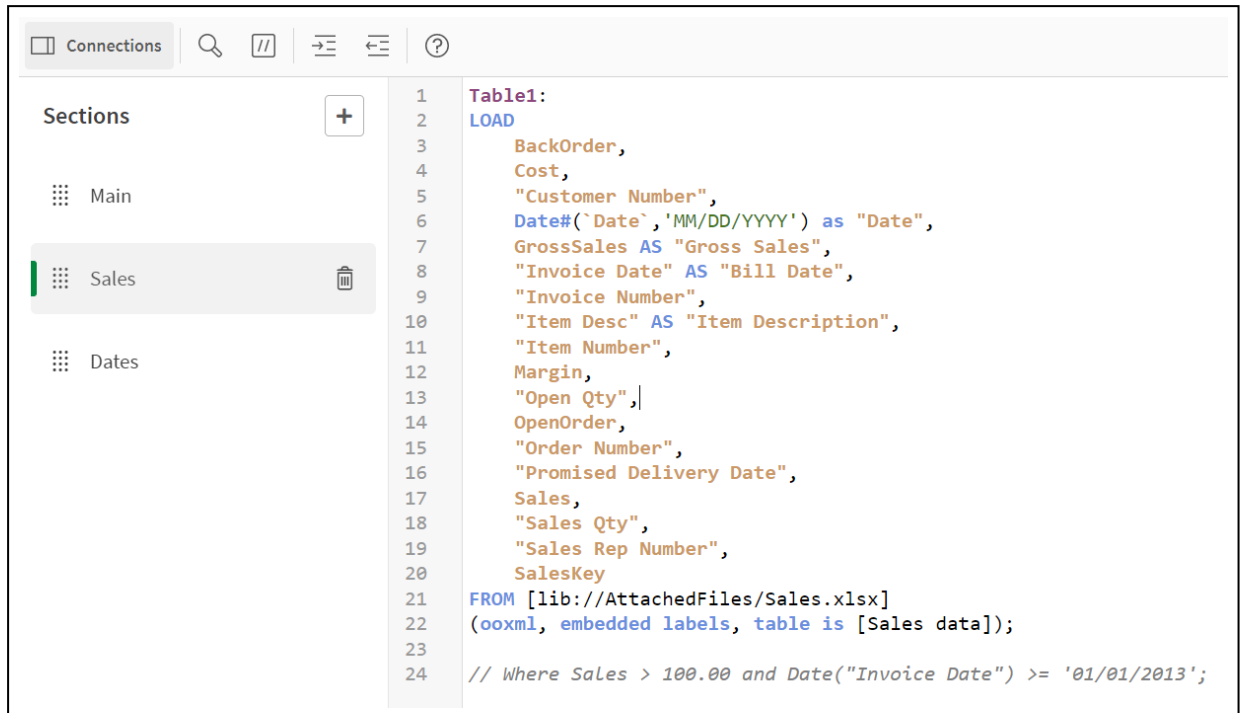 Connections
Sections
+
Main
Sales
Dates
1 Table1:
2 LOAD
3 BackOrder,
4 Cost,
5 "Customer Number",
6 Date#(`Date`,'MM/DD/YYYY') as "Date",
7 GrossSales AS "Gross Sales",
8 "Invoice Date" AS "Bill Date",
9 "Invoice Number",
10 "Item Desc" AS "Item Description",
11 "Item Number",
12 Margin,
13 "Open Qty",
14 OpenOrder,
15 "Order Number",
16 "Promised Delivery Date",
17 Sales,
18 "Sales Qty",
19 "Sales Rep Number",
20 SalesKey
21 FROM [lib://AttachedFiles/Sales.xlsx]
22 (ooxml, embedded labels, table is [Sales data]);
23
24 // Where Sales > 100.00 and Date("Invoice Date") >= '01/01/2013';